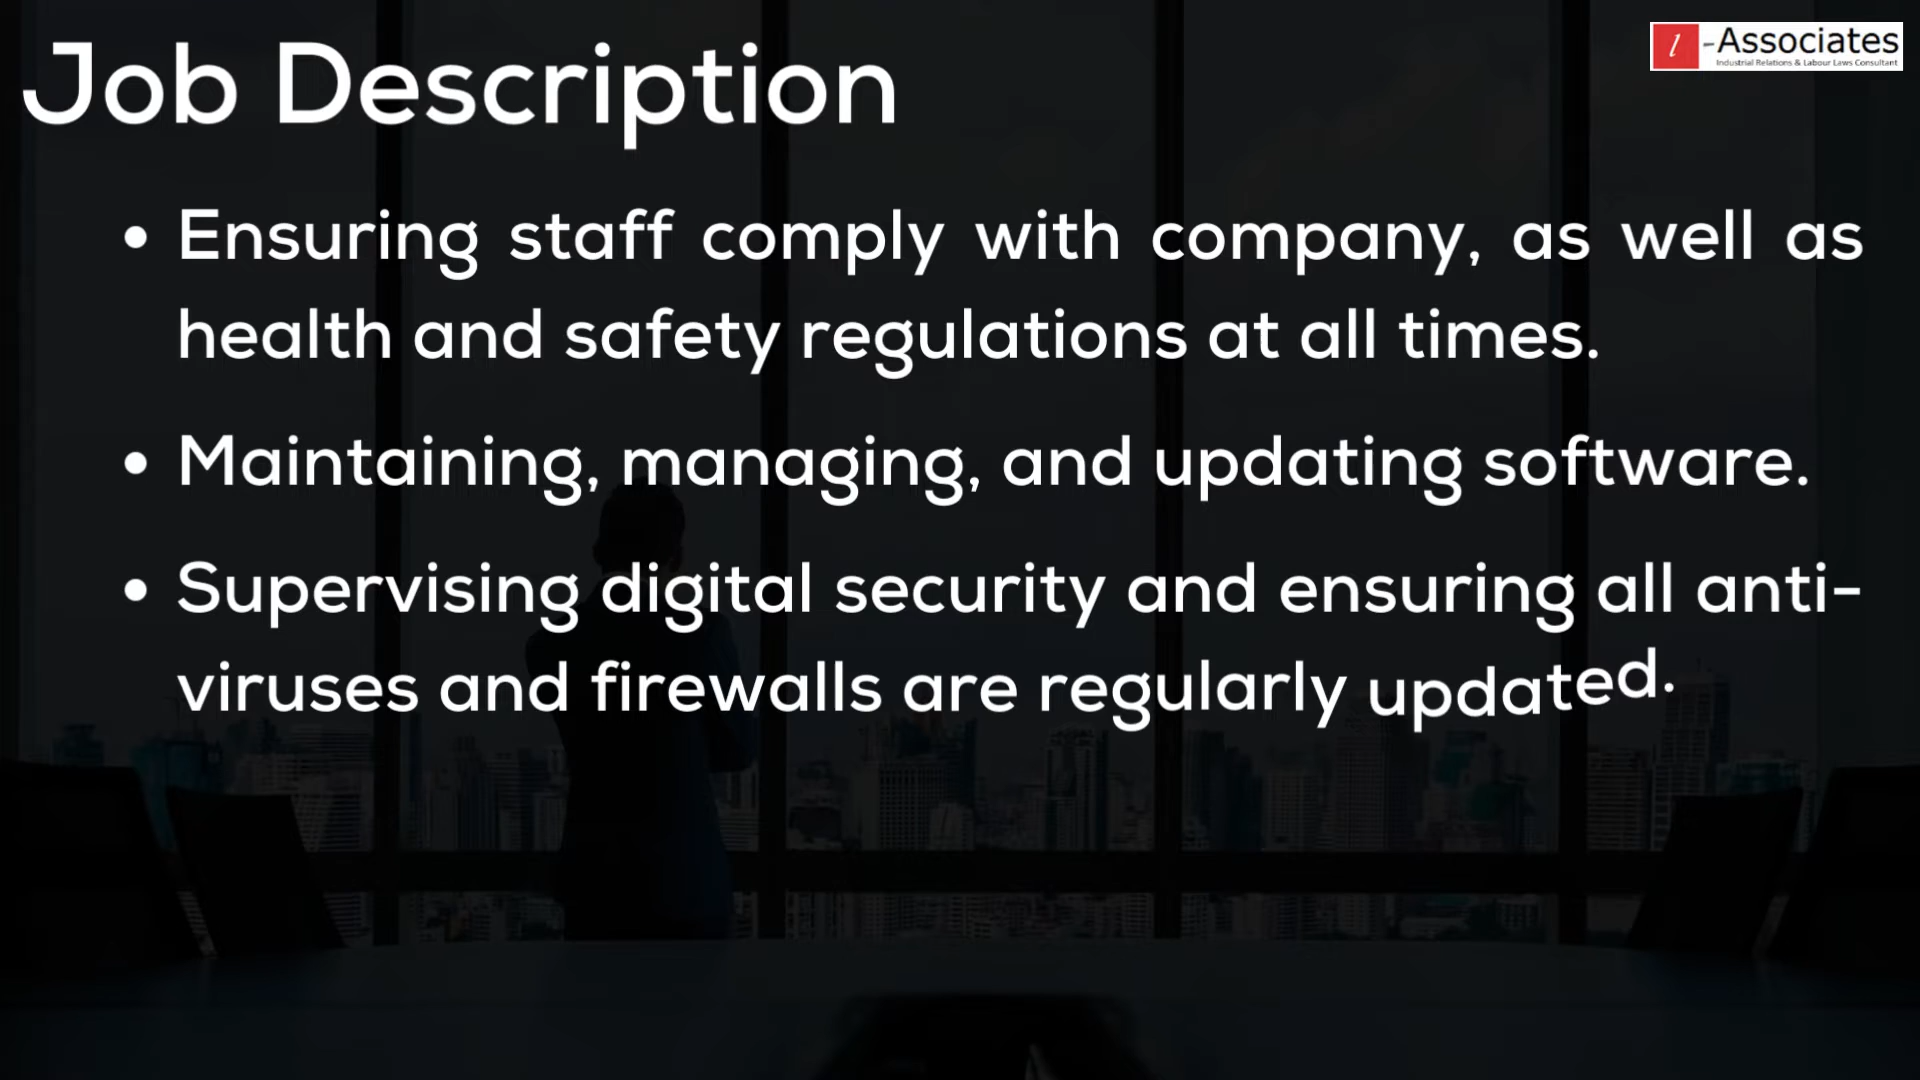 Job Description
l -Associates
Industrial Relations & Labour Laws Consultant
• Ensuring staff comply with company, as well as
health and safety regulations at all times.
• Maintaining, managing, and updating software.
• Supervising digital security and ensuring all anti-
viruses and firewalls are regularly updated.